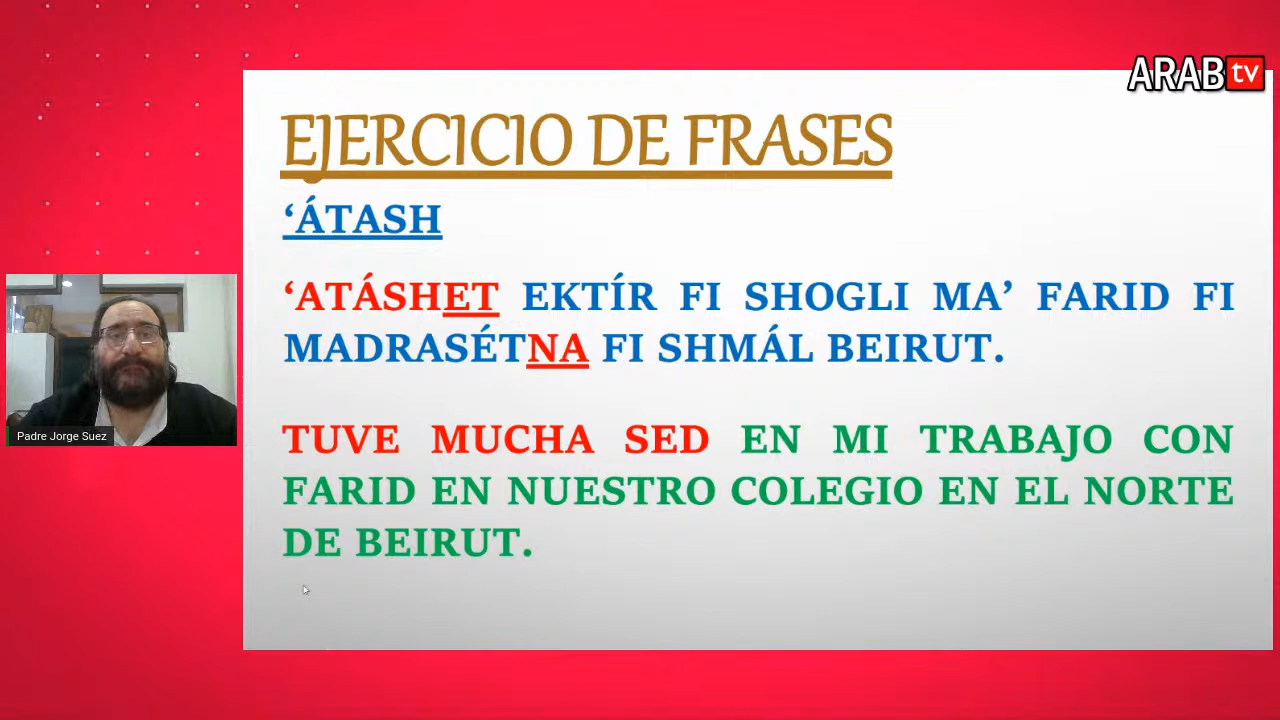 ARABtv
EJERCICIO DE FRASES
‘ÁTASH
‘ATÁSHET EKTÍR FI SHOGLI MA’ FARID FI
MADRASÉTNA FI SHMÁL BEIRUT.
TUVE MUCHA SED EN MI TRABAJO CON
FARID EN NUESTRO COLEGIO EN EL NORTE
DE BEIRUT.
Padre Jorge Suez